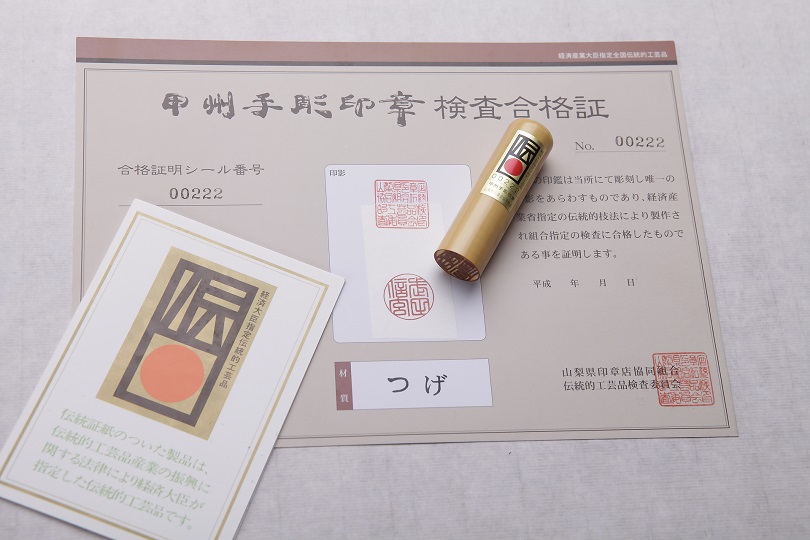 経済産業大臣指定全国伝統的工芸品
甲州手彫印章 検査合格証
No. 00222
合格証明シール番号
00222
印影
の印鑑は当所にて彫刻し唯一の
影をあらわすものであり、経済産
業省指定の伝統的技法により製作さ
れ組合指定の検査に合格したもので
ある事を証明します。
平成　年　月　日
材質
つげ
山梨県印章店協同組合
伝統的工芸品検査委員会
伝
00222
伝
経済大臣指定伝統的工芸品
伝統証紙のついた製品は、
伝統的工芸品産業の振興に
関する法律により経済大臣が
指定した伝統的工芸品です。